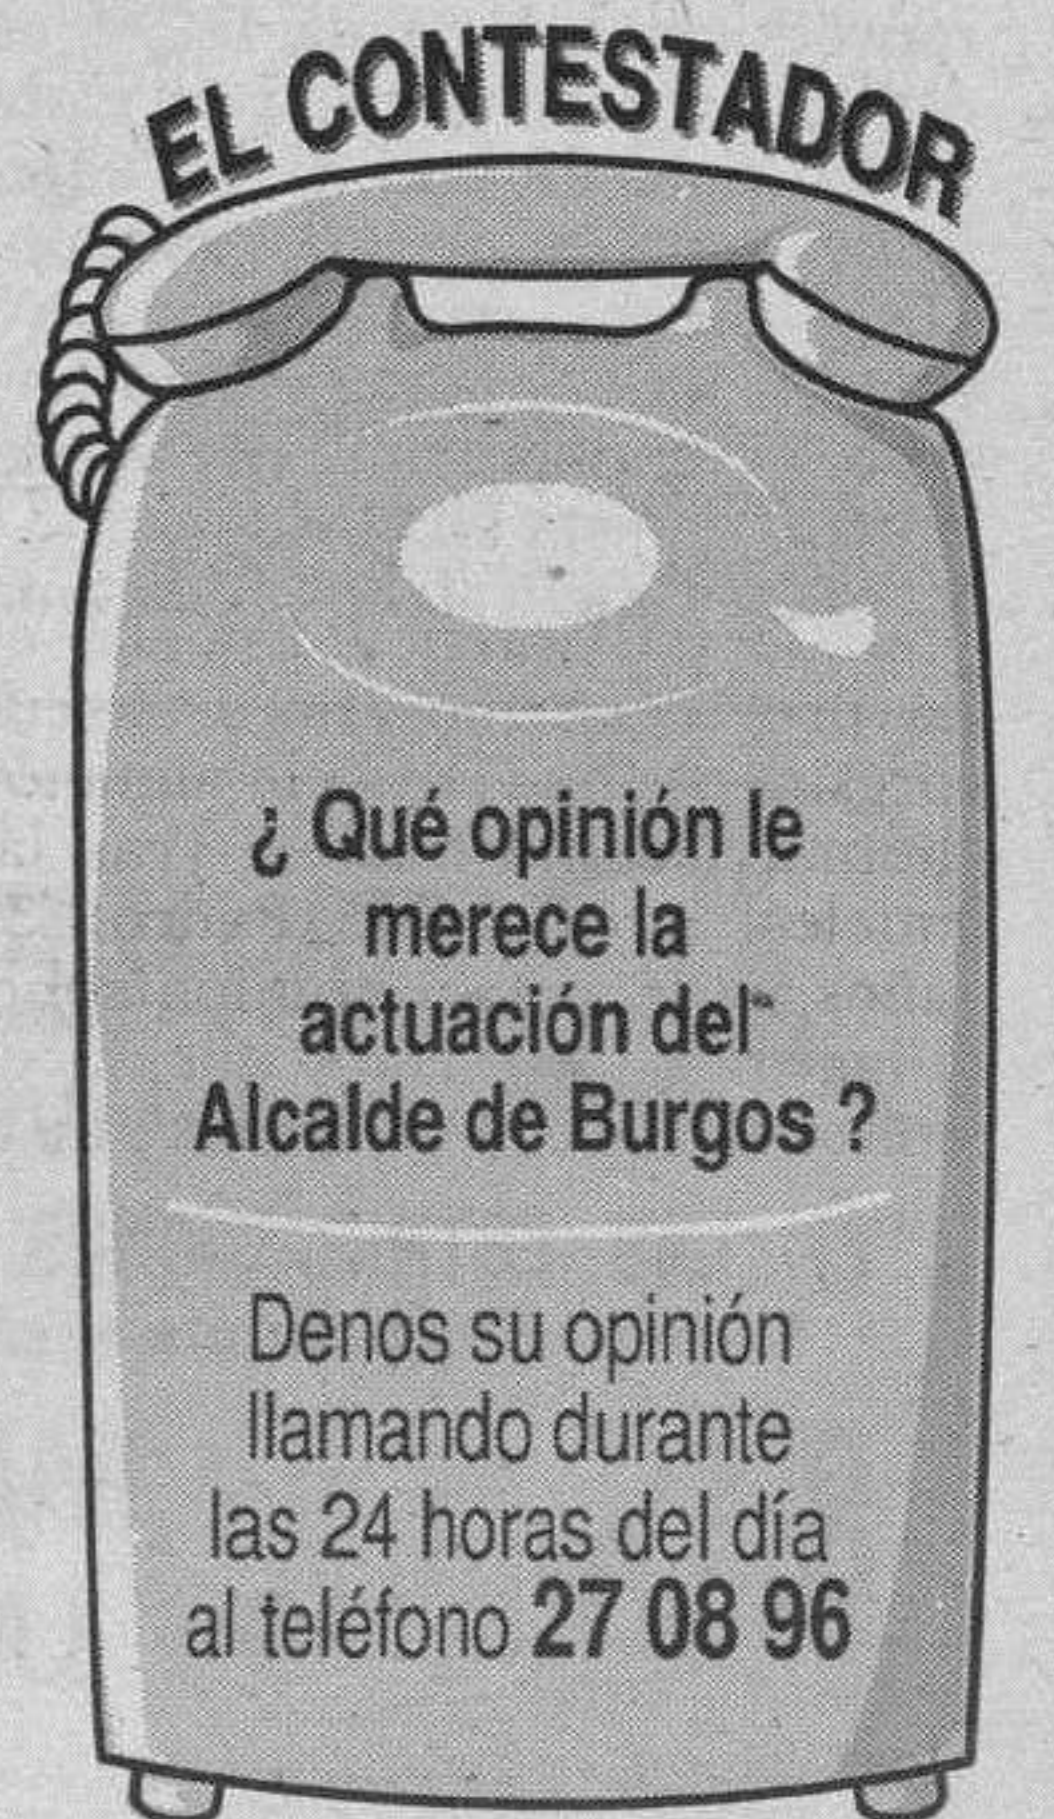 EL CONTESTADOR
¿ Qué opinión le
merece la
actuación del
Alcalde de Burgos ?
Denos su opinión
llamando durante
las 24 horas del día
al teléfono 27 08 96